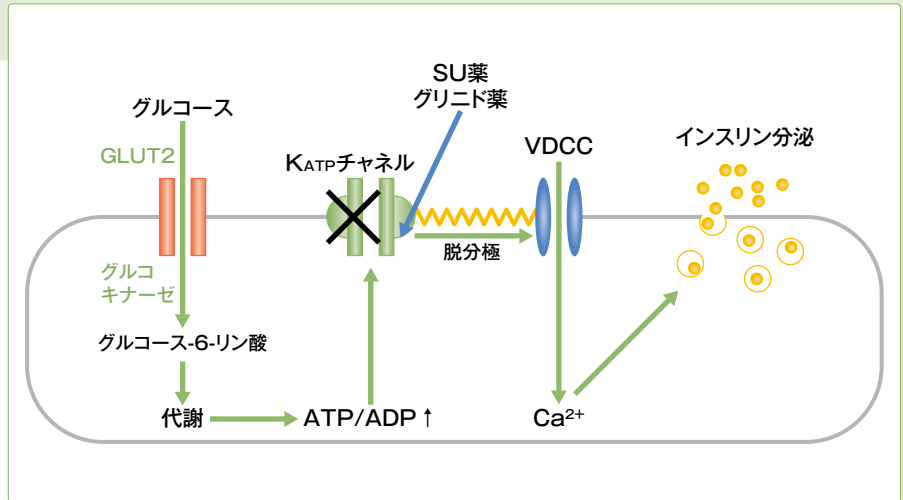 SU薬
グリニド薬
グルコース
GLUT2
KATPチャネル
VDCC
インスリン分泌
脱分極
グルコ
キナーゼ
グルコース-6-リン酸
代謝
ATP/ADP↑
Ca²⁺